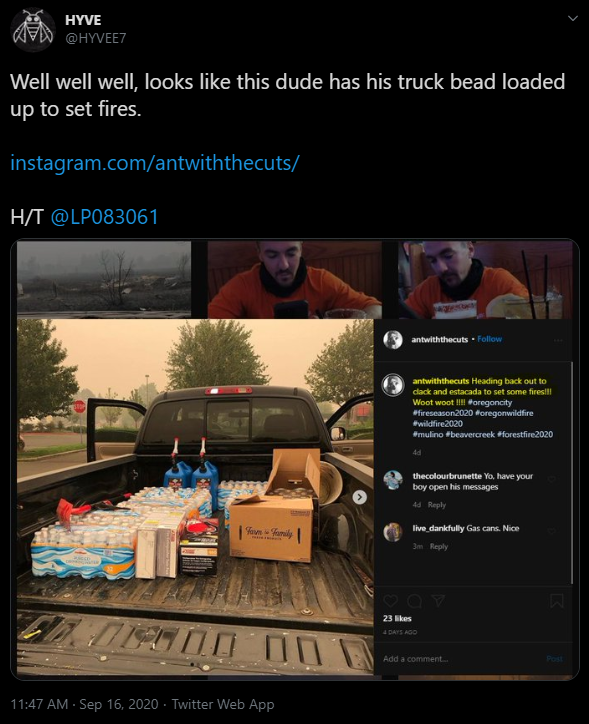 HYVE
@HYVEE7
Well well well, looks like this dude has his truck bead loaded
up to set fires.
instagram.com/antwiththecuts/
H/T @LP083061
antwiththecuts • Follow
antwiththecuts Heading back out to
clack and estacada to set some fires!!!
Woot woot !!!! #oregoncity
#fireseason2020 #oregonwildfire
#wildfire2020
#mulino #beavercreek #forestfire2020
4d
thecolourbrunette Yo, have your
boy open his messages
4d Reply
live_dankfully Gas cans. Nice
3m Reply
Farm to Family
23 likes
4 DAYS AGO
Add a comment... Post
11:47 AM · Sep 16, 2020 · Twitter Web App